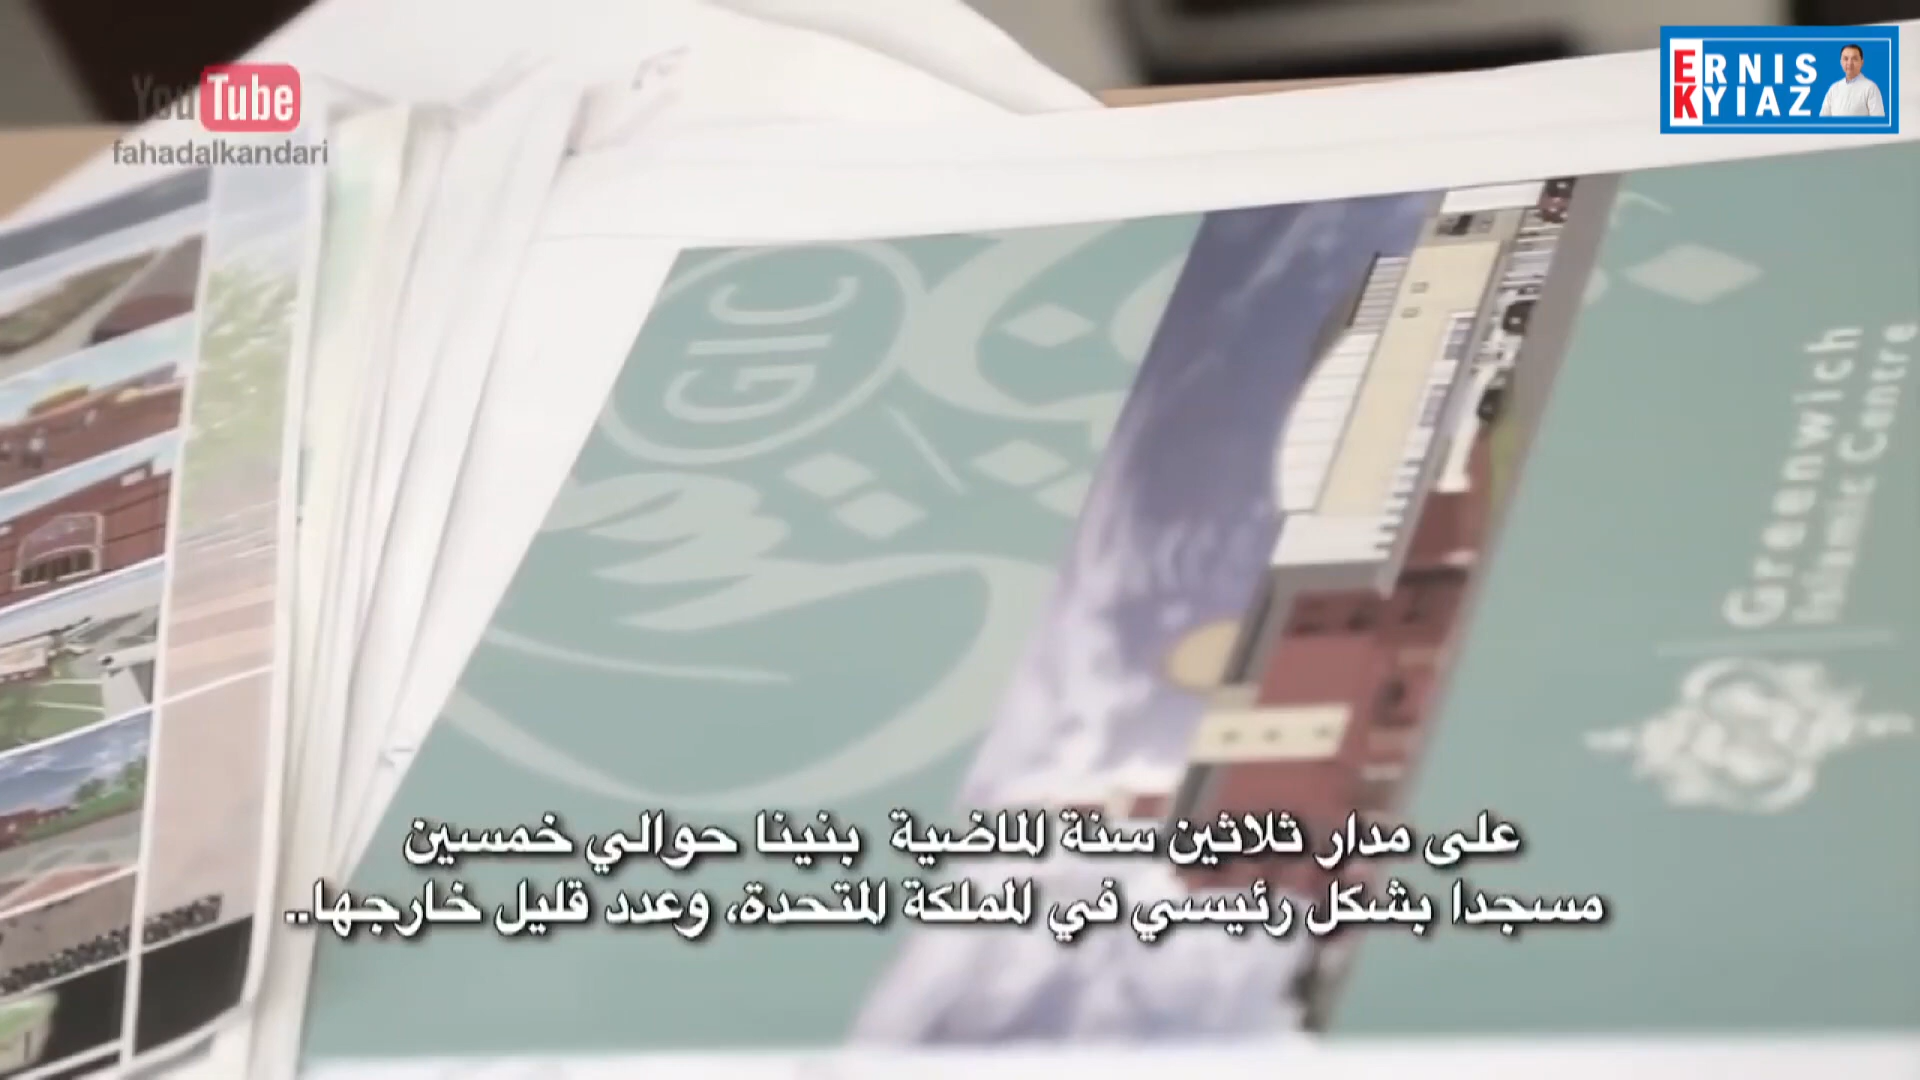 YouTube
fahadalkandari
ERNIS
KYIAZ
GIC
Greenwich
Islamic Centre
على مدار ثلاثين سنة الماضية بنينا حوالي خمسين
مسجدا بشكل رئيسي في المملكة المتحدة، وعدد قليل خارجها..